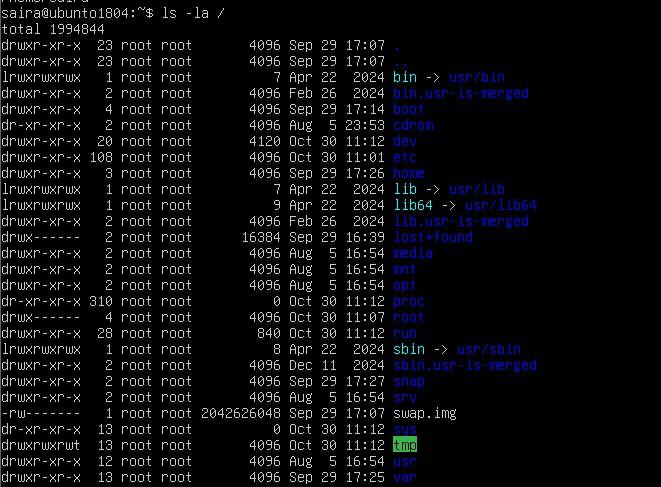 saira@ubunto1804:~$ ls -la /
total 1994844
drwxr-xr-x  23 root root       4096 Sep 29 17:07 .
drwxr-xr-x  23 root root       4096 Sep 29 17:07 ..
lrwxrwxrwx   1 root root          7 Apr 22  2024 bin -> usr/bin
drwxr-xr-x   2 root root       4096 Feb 26  2024 bin.usr-is-merged
drwxr-xr-x   4 root root       4096 Sep 29 17:14 boot
dr-xr-xr-x   2 root root       4096 Aug  5 23:53 cdrom
drwxr-xr-x  20 root root       4120 Oct 30 11:12 dev
drwxr-xr-x 108 root root       4096 Oct 30 11:01 etc
drwxr-xr-x   3 root root       4096 Sep 29 17:26 home
lrwxrwxrwx   1 root root          7 Apr 22  2024 lib -> usr/lib
lrwxrwxrwx   1 root root          9 Apr 22  2024 lib64 -> usr/lib64
drwxr-xr-x   2 root root       4096 Feb 26  2024 lib.usr-is-merged
drwx------   2 root root      16384 Sep 29 16:39 lost+found
drwxr-xr-x   2 root root       4096 Aug  5 16:54 media
drwxr-xr-x   2 root root       4096 Aug  5 16:54 mnt
drwxr-xr-x   2 root root       4096 Aug  5 16:54 opt
dr-xr-xr-x 310 root root          0 Oct 30 11:12 proc
drwx------   4 root root       4096 Oct 30 11:07 root
drwxr-xr-x  28 root root        840 Oct 30 11:12 run
lrwxrwxrwx   1 root root          8 Apr 22  2024 sbin -> usr/sbin
drwxr-xr-x   2 root root       4096 Dec 11  2024 sbin.usr-is-merged
drwxr-xr-x   2 root root       4096 Sep 29 17:27 snap
drwxr-xr-x   2 root root       4096 Aug  5 16:54 srv
-rw-------   1 root root 2042626048 Sep 29 17:07 swap.img
dr-xr-xr-x  13 root root          0 Oct 30 11:12 sys
drwxrwxrwt  13 root root       4096 Oct 30 11:12 tmp
drwxr-xr-x  12 root root       4096 Aug  5 16:54 usr
drwxr-xr-x  13 root root       4096 Sep 29 17:25 var